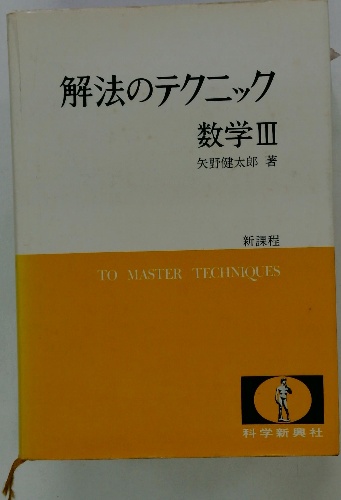 解法のテクニック
数学III
矢野健太郎 著
新課程
TO MASTER TECHNIQUES
科学新興社